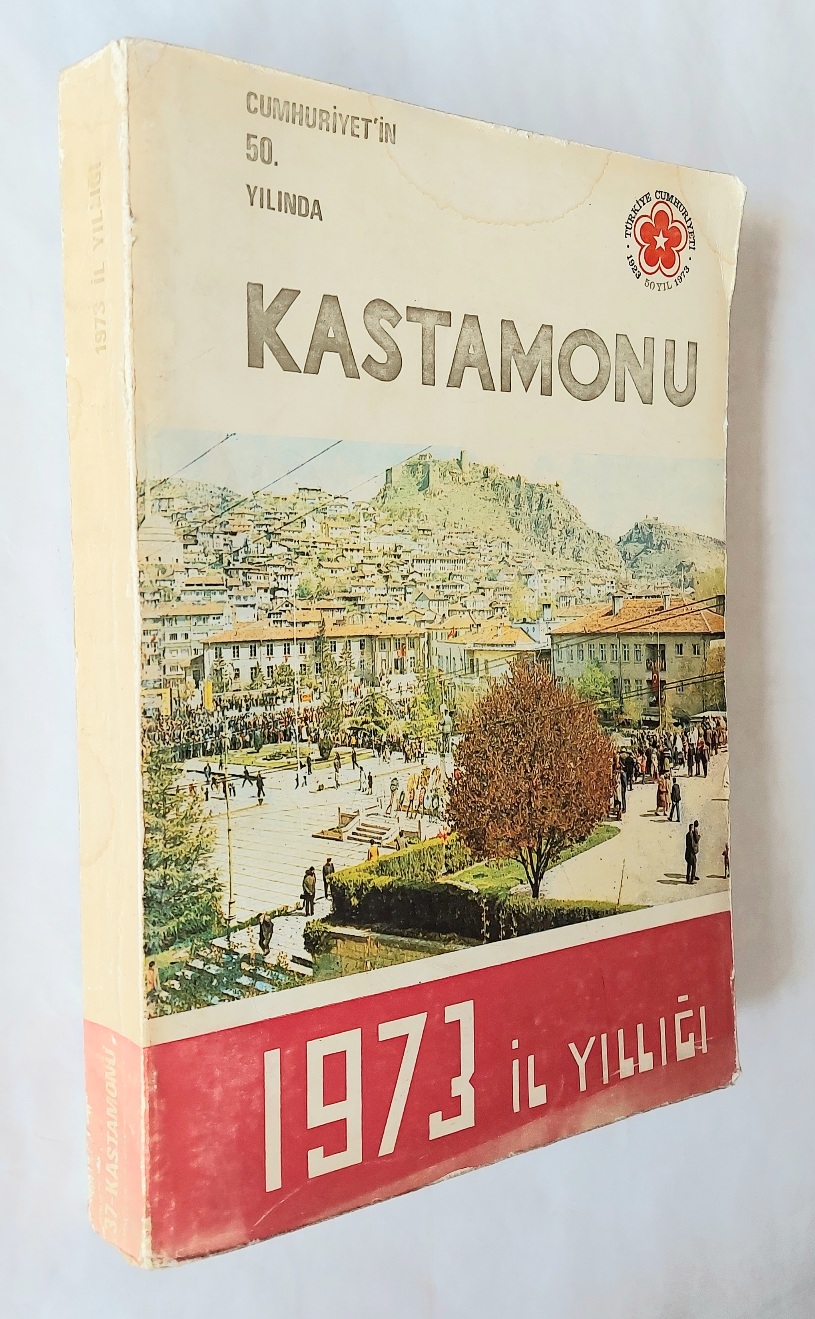 CUMHURİYET'İN
50.
YILINDA
TÜRKİYE CUMHURİYETİ
1923 50 YIL 1973
KASTAMONU
1973 İL YILLIĞI
1973 İL YILLIĞI
37-KASTAMONU